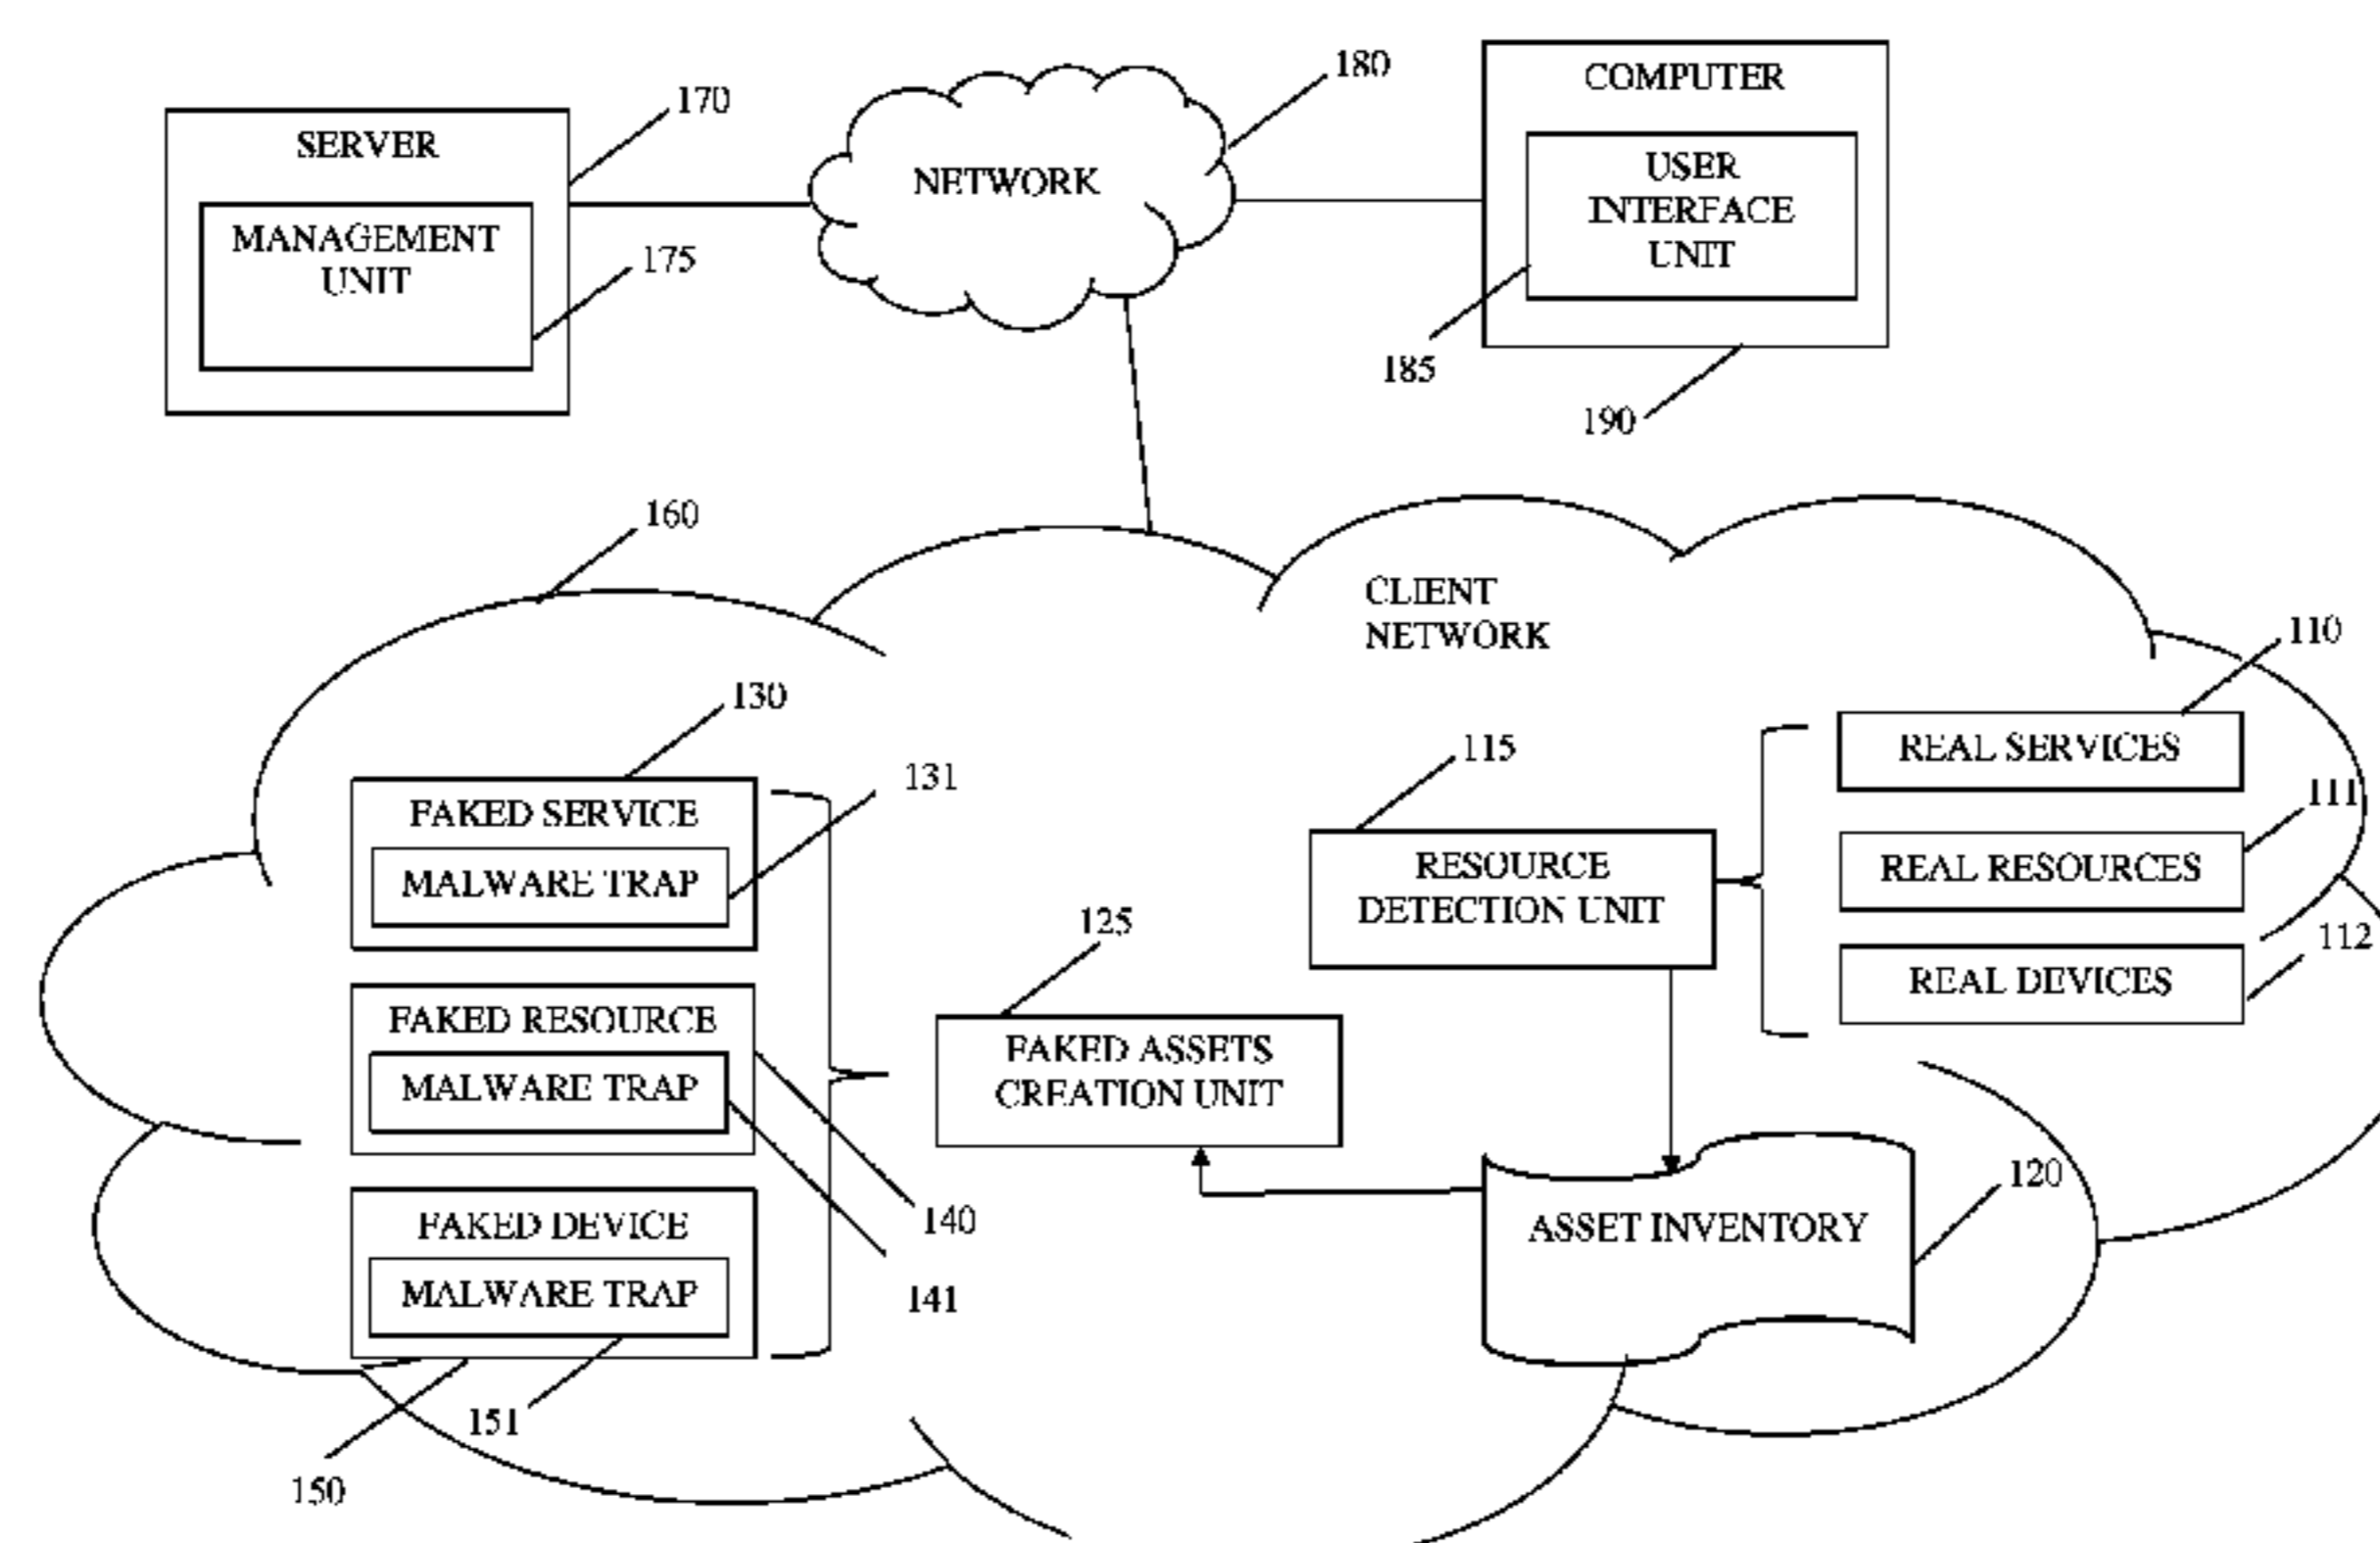 180
COMPUTER
170
SERVER
NETWORK
USER
INTERFACE
UNIT
MANAGEMENT
UNIT
175
185
190
160
CLIENT
NETWORK
110
130
REAL SERVICES
115
131
111
FAKED SERVICE
MALWARE TRAP
RESOURCE
DETECTION UNIT
REAL RESOURCES
125
112
FAKED RESOURCE
MALWARE TRAP
FAKED ASSETS
CREATION UNIT
REAL DEVICES
120
140
FAKED DEVICE
MALWARE TRAP
ASSET INVENTORY
141
151
150